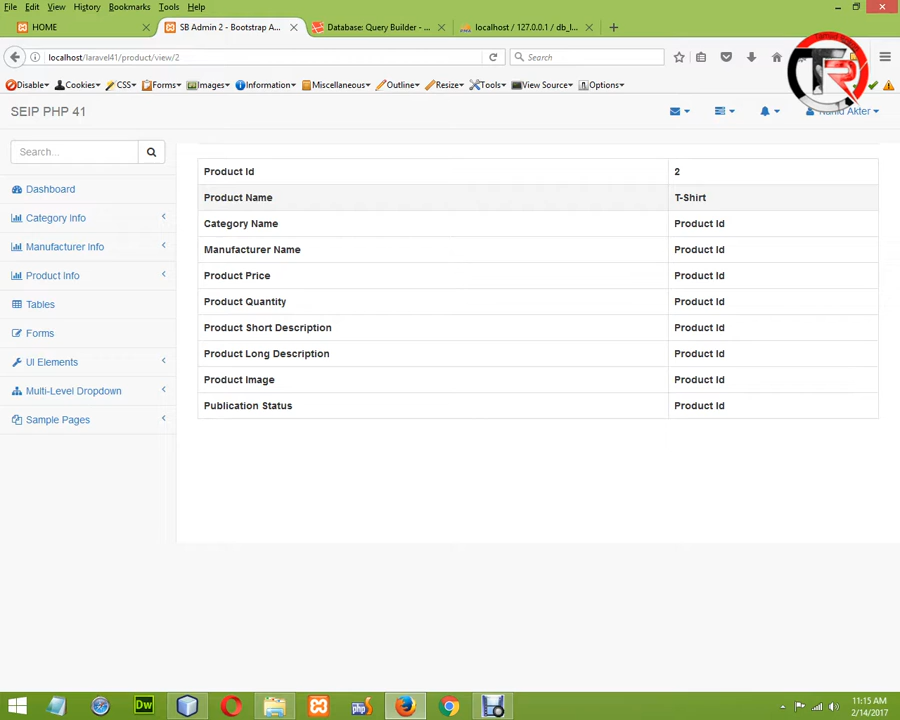 File Edit View History Bookmarks Tools Help
HOME
SB Admin 2 - Bootstrap A...
Database: Query Builder - ...
localhost / 127.0.0.1 / db_l...
localhost/laravel41/product/view/2
Search
Disable Cookies CSS Forms Images Information Miscellaneous Outline Resize Tools View Source Options
SEIP PHP 41
Akter
Search...
Dashboard
Category Info
Manufacturer Info
Product Info
Tables
Forms
UI Elements
Multi-Level Dropdown
Sample Pages
Product Id 2
Product Name T-Shirt
Category Name Product Id
Manufacturer Name Product Id
Product Price Product Id
Product Quantity Product Id
Product Short Description Product Id
Product Long Description Product Id
Product Image Product Id
Publication Status Product Id
Dw
11:15 AM
2/14/2017